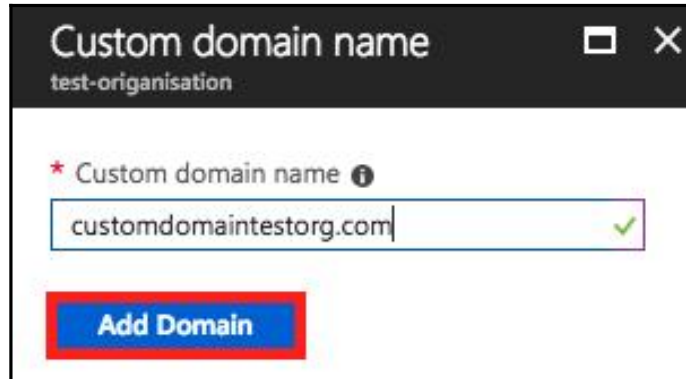 Custom domain name
test-origanisation
* Custom domain name
customdomaintestorg.com
Add Domain